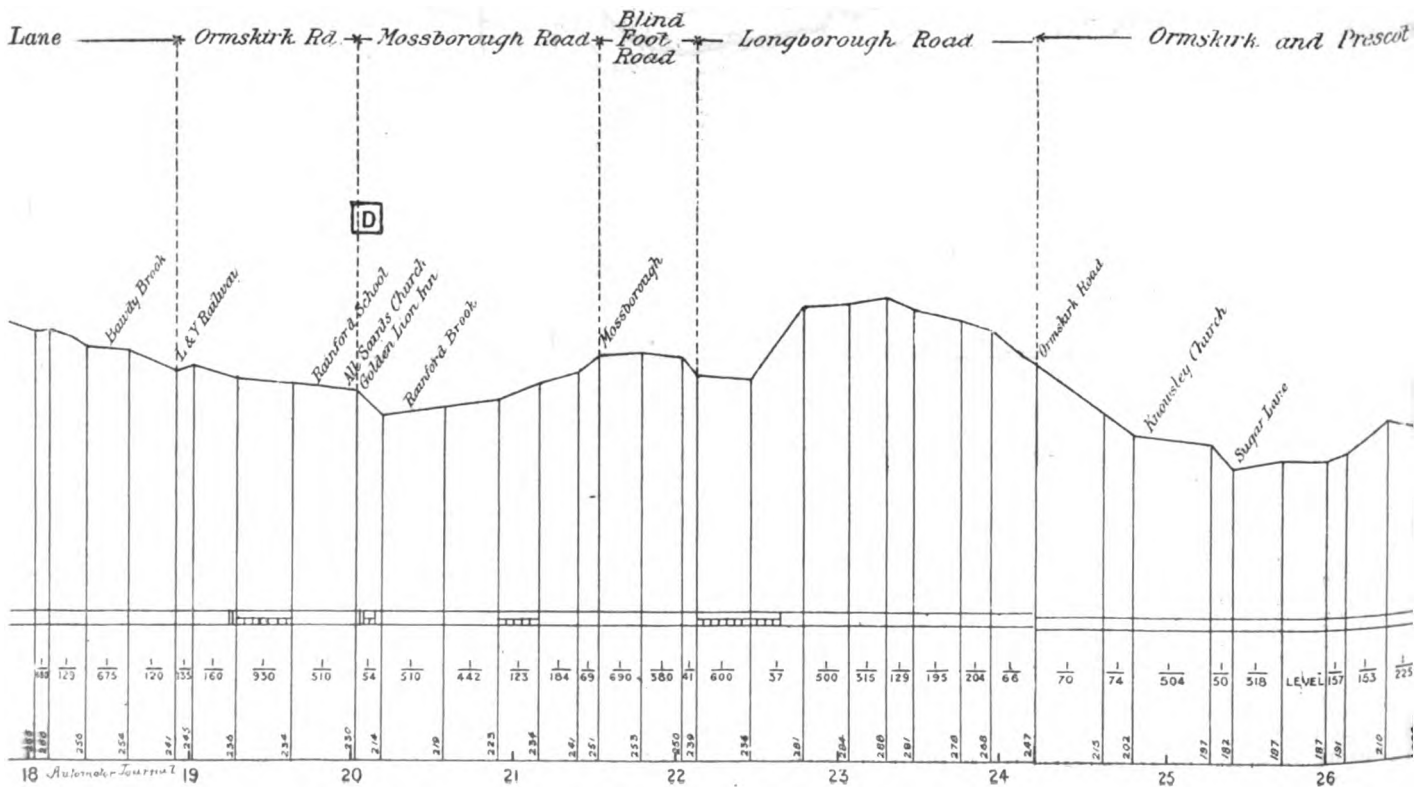 Lane
Ormskirk Rd.
Mossborough Road
Blind
Foot
Road
Longborough Road
Ormskirk and Prescot
D
Bawdy Brook
L & Y Railway
Rainford School
All Saints Church
Golden Lion Inn
Rainford Brook
Mossborough
Ormskirk Road
Knowsley Church
Sugar Lane
1/129 1/675 1/120 1/135 1/160 1/930 1/510 1/54 1/510 1/442 1/123 1/184 1/69 1/690 1/580 1/41 1/600 1/37 1/500 1/315 1/129 1/195 1/204 1/66 1/70 1/74 1/504 1/50 1/318 LEVEL 1/157 1/153 1/225
256 254 241 245 236 234 230 214 219 223 234 241 251 253 250 239 236 281 284 288 281 278 268 247 215 202 197 182 187 187 191 210
18 Automotor Journal 19 20 21 22 23 24 25 26